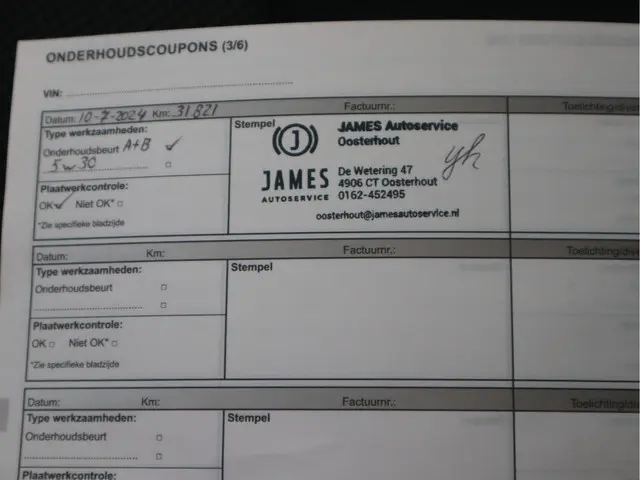 ONDERHOUDSCOUPONS (3/6)
VIN:
Datum: 10-7-2024 Km: 31821 Factuurnr.:
Type werkzaamheden:
Onderhoudsbeurt A+B ✓
5w30 □
Plaatwerkcontrole:
OK ✓ Niet OK* □
*Zie specifieke bladzijde
Stempel
JAMES Autoservice
Oosterhout
JAMES
AUTOSERVICE
De Wetering 47
4906 CT Oosterhout
0162-452495
oosterhout@jamesautoservice.nl
Datum: Km: Factuurnr.:
Type werkzaamheden:
Onderhoudsbeurt □
□
Plaatwerkcontrole:
OK □ Niet OK* □
*Zie specifieke bladzijde
Stempel
Datum: Km: Factuurnr.:
Type werkzaamheden:
Onderhoudsbeurt □
□
Plaatwerkcontrole:
Stempel